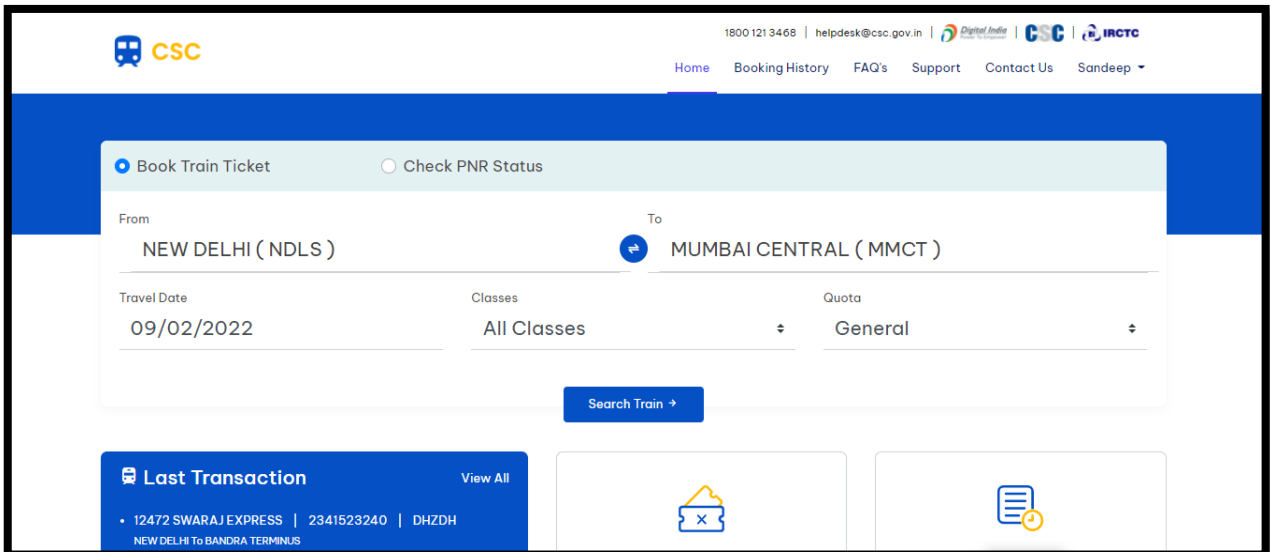 1800 121 3468 | helpdesk@csc.gov.in | Digital India Power To Empower | CSC | IRCTC
CSC
Home Booking History FAQ's Support Contact Us Sandeep
Book Train Ticket Check PNR Status
From To
NEW DELHI ( NDLS ) MUMBAI CENTRAL ( MMCT )
Travel Date Classes Quota
09/02/2022 All Classes General
Search Train →
Last Transaction View All
• 12472 SWARAJ EXPRESS | 2341523240 | DHZDH
NEW DELHI To BANDRA TERMINUS